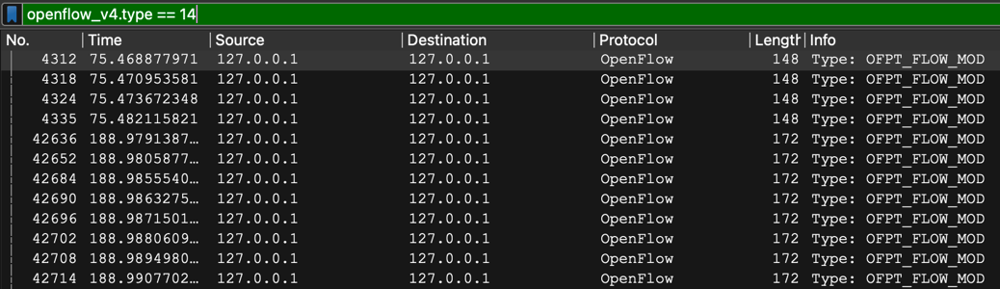 openflow_v4.type == 14
No. Time Source Destination Protocol Length Info
4312 75.468877971 127.0.0.1 127.0.0.1 OpenFlow 148 Type: OFPT_FLOW_MOD
4318 75.470953581 127.0.0.1 127.0.0.1 OpenFlow 148 Type: OFPT_FLOW_MOD
4324 75.473672348 127.0.0.1 127.0.0.1 OpenFlow 148 Type: OFPT_FLOW_MOD
4335 75.482115821 127.0.0.1 127.0.0.1 OpenFlow 148 Type: OFPT_FLOW_MOD
42636 188.9791387… 127.0.0.1 127.0.0.1 OpenFlow 172 Type: OFPT_FLOW_MOD
42652 188.9805877… 127.0.0.1 127.0.0.1 OpenFlow 172 Type: OFPT_FLOW_MOD
42684 188.9855540… 127.0.0.1 127.0.0.1 OpenFlow 172 Type: OFPT_FLOW_MOD
42690 188.9863275… 127.0.0.1 127.0.0.1 OpenFlow 172 Type: OFPT_FLOW_MOD
42696 188.9871501… 127.0.0.1 127.0.0.1 OpenFlow 172 Type: OFPT_FLOW_MOD
42702 188.9880609… 127.0.0.1 127.0.0.1 OpenFlow 172 Type: OFPT_FLOW_MOD
42708 188.9894980… 127.0.0.1 127.0.0.1 OpenFlow 172 Type: OFPT_FLOW_MOD
42714 188.9907702… 127.0.0.1 127.0.0.1 OpenFlow 172 Type: OFPT_FLOW_MOD